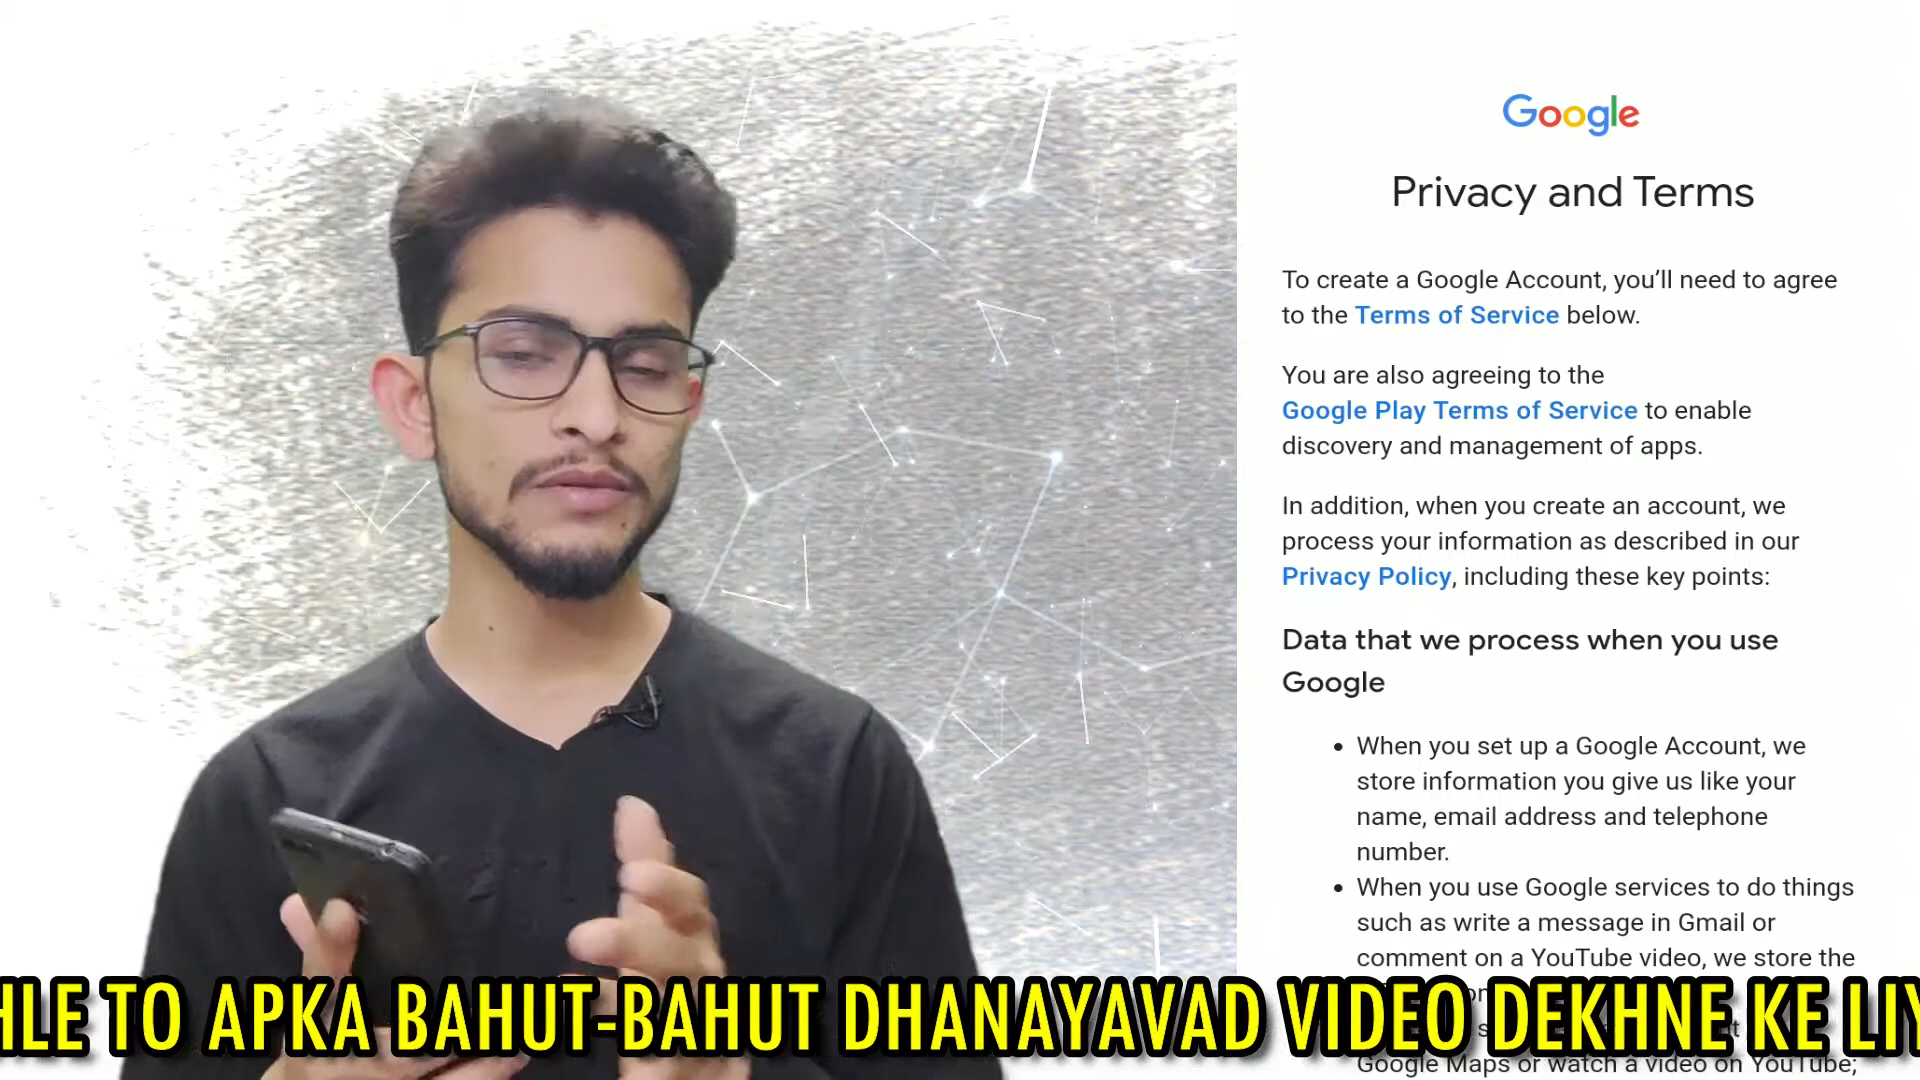 Google
Privacy and Terms
To create a Google Account, you’ll need to agree
to the Terms of Service below.
You are also agreeing to the
Google Play Terms of Service to enable
discovery and management of apps.
In addition, when you create an account, we
process your information as described in our
Privacy Policy, including these key points:
Data that we process when you use
Google
• When you set up a Google Account, we
store information you give us like your
name, email address and telephone
number.
• When you use Google services to do things
such as write a message in Gmail or
comment on a YouTube video, we store the
Google Maps or watch a video on YouTube;
TO APKA BAHUT-BAHUT DHANAYAVAD VIDEO DEKHNE KE